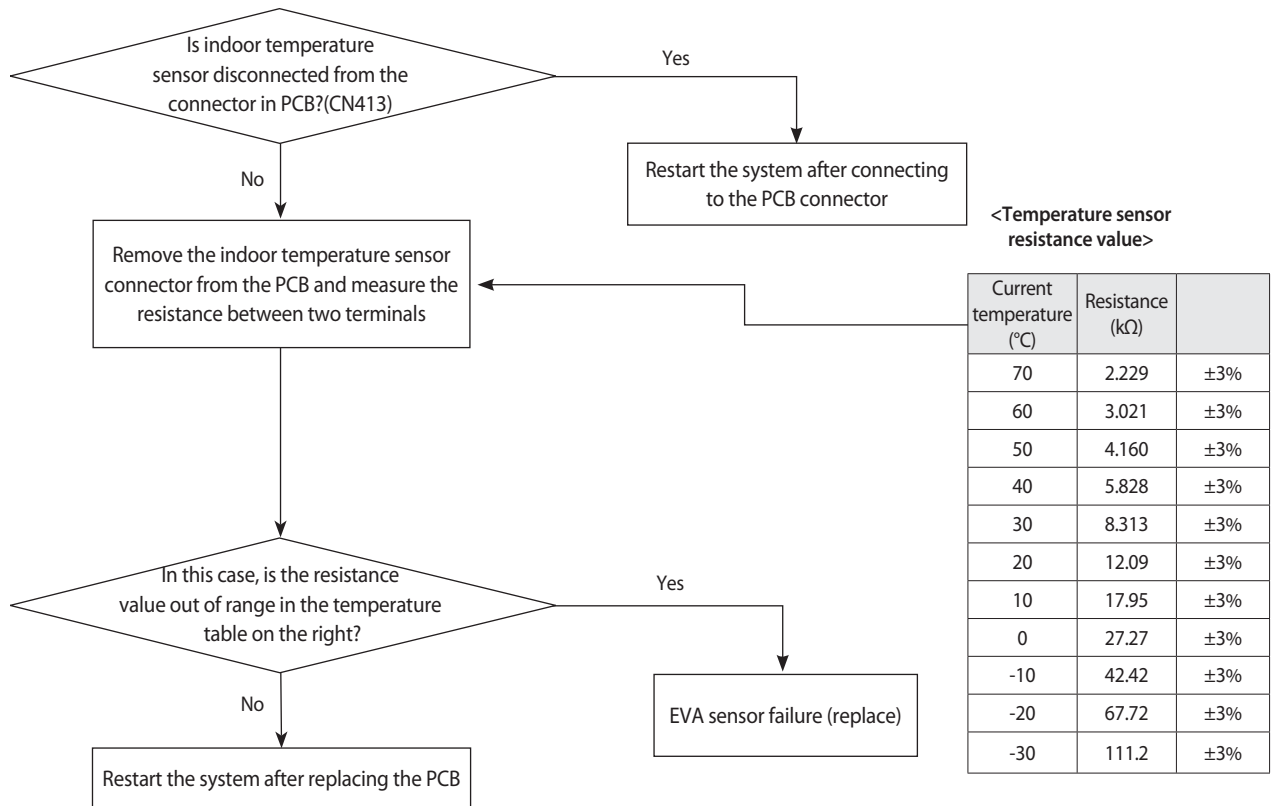 Is indoor temperature
sensor disconnected from the
connector in PCB?(CN413)
Yes
Restart the system after connecting
to the PCB connector
No
Remove the indoor temperature sensor
connector from the PCB and measure the
resistance between two terminals
In this case, is the resistance
value out of range in the temperature
table on the right?
Yes
EVA sensor failure (replace)
No
Restart the system after replacing the PCB
<Temperature sensor
resistance value>
Current
temperature
(°C)
Resistance
(kΩ)
70 2.229 ±3%
60 3.021 ±3%
50 4.160 ±3%
40 5.828 ±3%
30 8.313 ±3%
20 12.09 ±3%
10 17.95 ±3%
0 27.27 ±3%
-10 42.42 ±3%
-20 67.72 ±3%
-30 111.2 ±3%